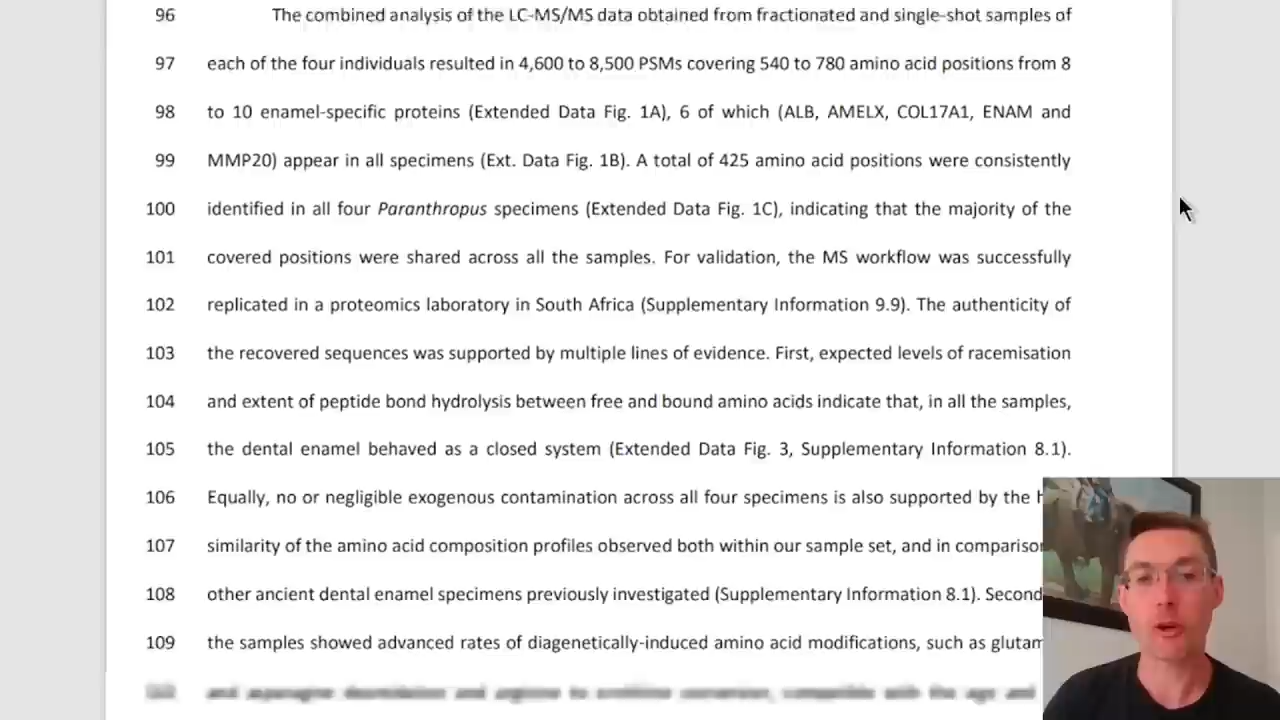 96 The combined analysis of the LC-MS/MS data obtained from fractionated and single-shot samples of
97 each of the four individuals resulted in 4,600 to 8,500 PSMs covering 540 to 780 amino acid positions from 8
98 to 10 enamel-specific proteins (Extended Data Fig. 1A), 6 of which (ALB, AMELX, COL17A1, ENAM and
99 MMP20) appear in all specimens (Ext. Data Fig. 1B). A total of 425 amino acid positions were consistently
100 identified in all four Paranthropus specimens (Extended Data Fig. 1C), indicating that the majority of the
101 covered positions were shared across all the samples. For validation, the MS workflow was successfully
102 replicated in a proteomics laboratory in South Africa (Supplementary Information 9.9). The authenticity of
103 the recovered sequences was supported by multiple lines of evidence. First, expected levels of racemisation
104 and extent of peptide bond hydrolysis between free and bound amino acids indicate that, in all the samples,
105 the dental enamel behaved as a closed system (Extended Data Fig. 3, Supplementary Information 8.1).
106 Equally, no or negligible exogenous contamination across all four specimens is also supported by the
107 similarity of the amino acid composition profiles observed both within our sample set, and in comparison
108 other ancient dental enamel specimens previously investigated (Supplementary Information 8.1). Second
109 the samples showed advanced rates of diagenetically-induced amino acid modifications, such as